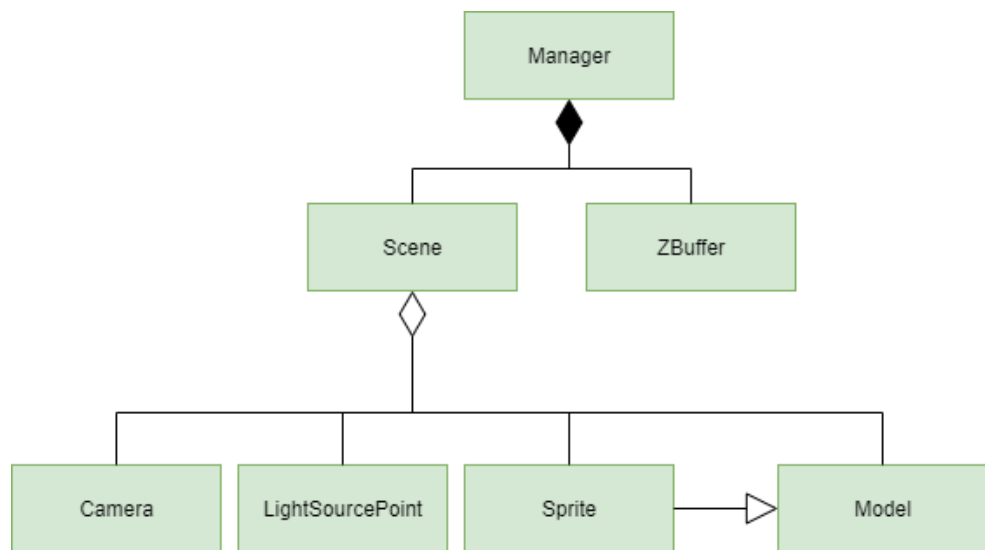 Manager
Scene
ZBuffer
Camera
LightSourcePoint
Sprite
Model